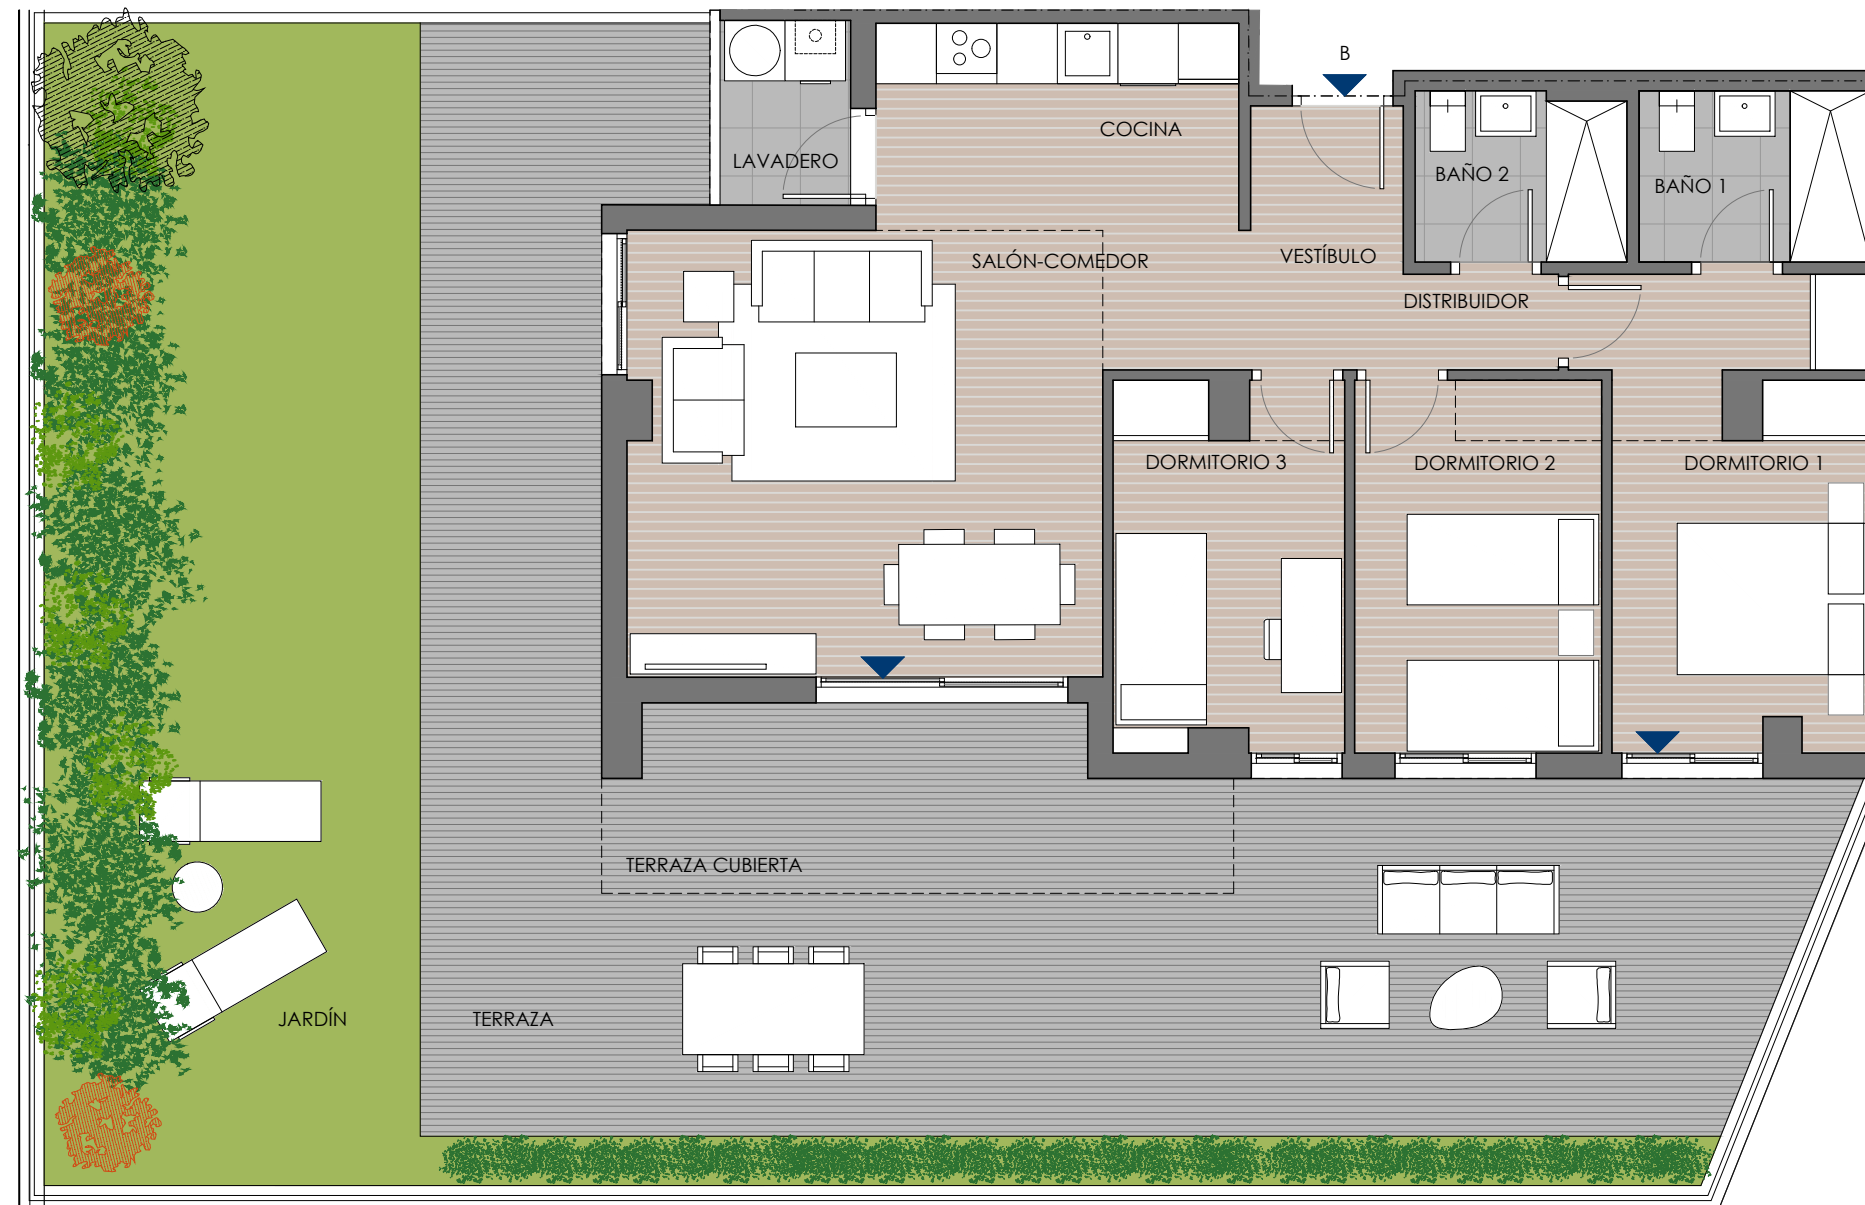 B
COCINA
LAVADERO
BAÑO 2
BAÑO 1
SALÓN-COMEDOR
VESTÍBULO
DISTRIBUIDOR
DORMITORIO 3
DORMITORIO 2
DORMITORIO 1
TERRAZA CUBIERTA
JARDÍN
TERRAZA